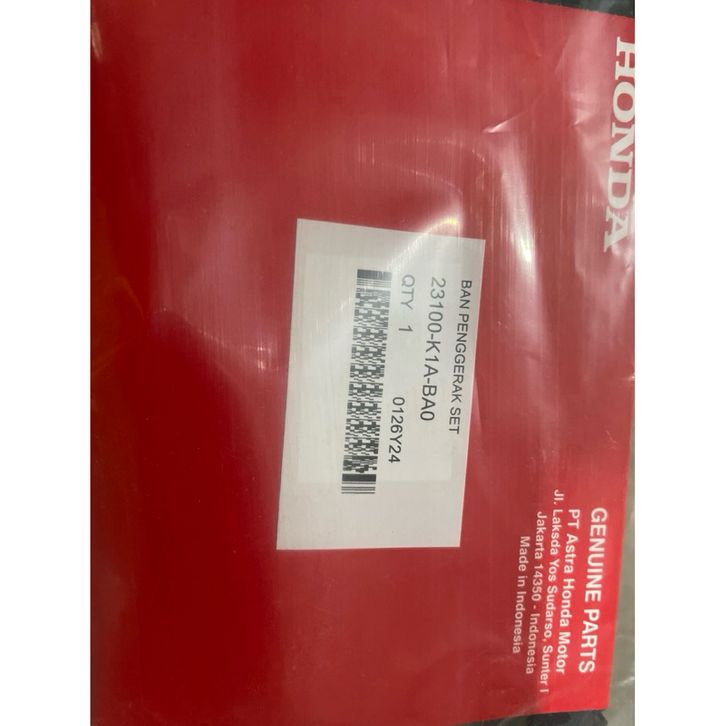 HONDA
GENUINE PARTS
PT Astra Honda Motor
Jl. Laksda Yos Sudarso, Sunter I
Jakarta 14350 - Indonesia
Made in Indonesia
BAN PENGGERAK SET
23100-K1A-BA0
QTY 1 0126Y24